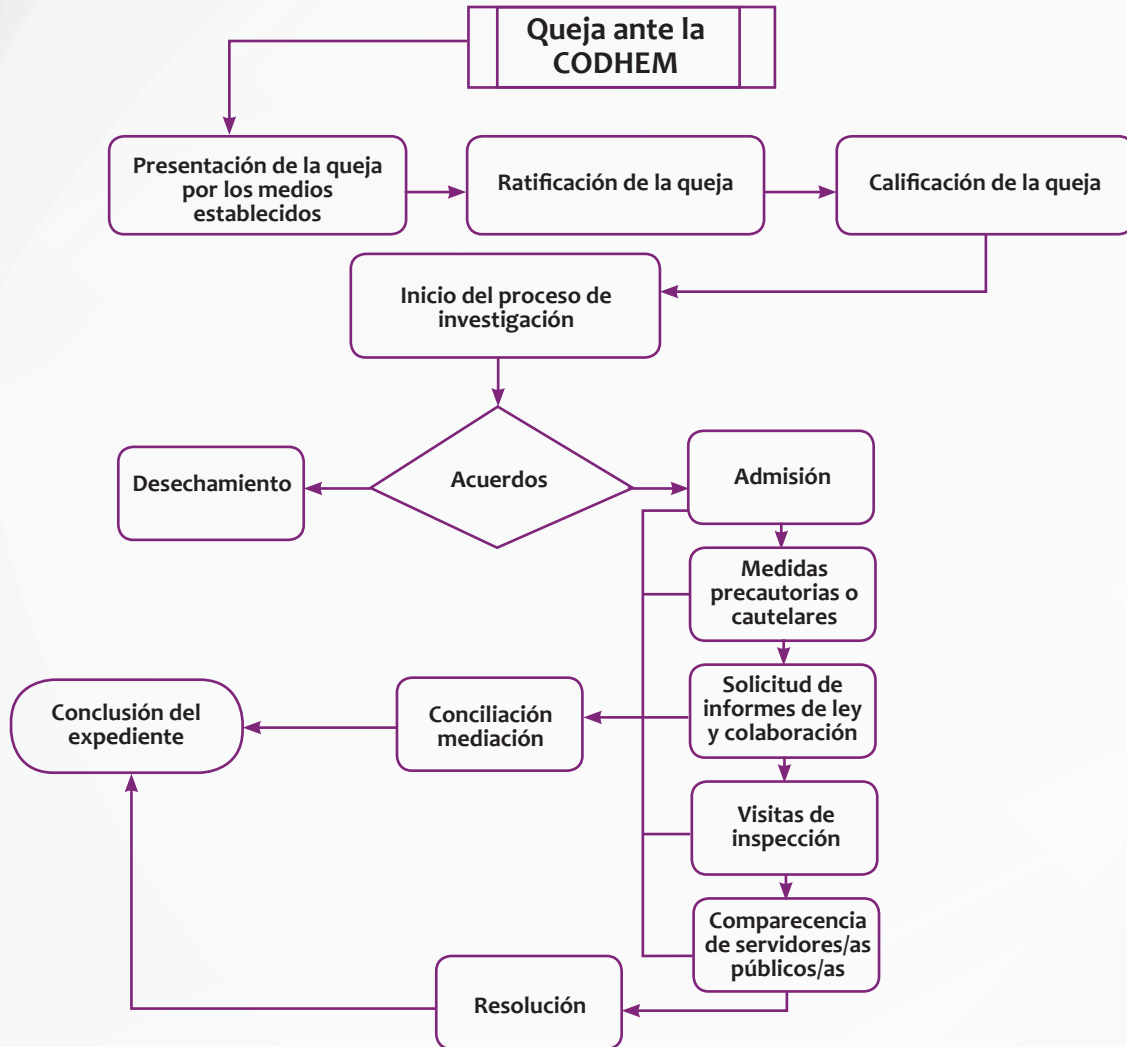 Queja ante la
CODHEM
Presentación de la queja
por los medios
establecidos
Ratificación de la queja
Calificación de la queja
Inicio del proceso de
investigación
Acuerdos
Desechamiento
Admisión
Medidas
precautorias o
cautelares
Solicitud de
informes de ley
y colaboración
Conciliación
mediación
Conclusión del
expediente
Visitas de
inspección
Comparecencia
de servidores/as
públicos/as
Resolución